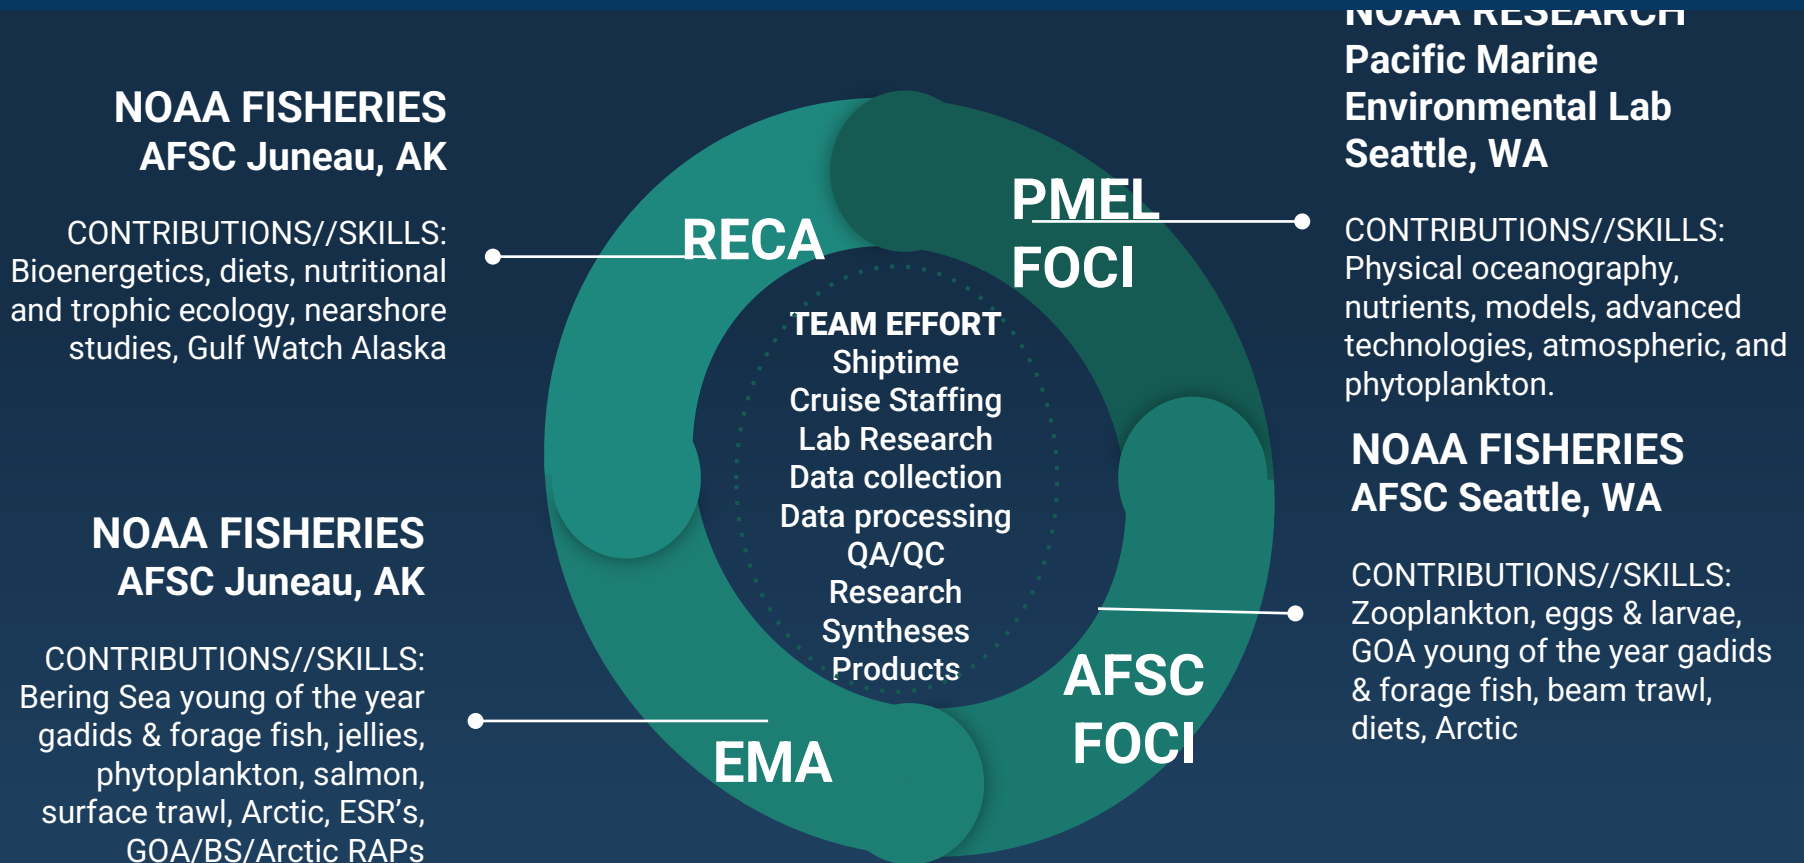 NOAA FISHERIES
AFSC Juneau, AK
CONTRIBUTIONS//SKILLS:
Bioenergetics, diets, nutritional
and trophic ecology, nearshore
studies, Gulf Watch Alaska
NOAA FISHERIES
AFSC Juneau, AK
CONTRIBUTIONS//SKILLS:
Bering Sea young of the year
gadids & forage fish, jellies,
phytoplankton, salmon,
surface trawl, Arctic, ESR’s,
GOA/BS/Arctic RAPs
RECA
PMEL
FOCI
TEAM EFFORT
Shiptime
Cruise Staffing
Lab Research
Data collection
Data processing
QA/QC
Research
Syntheses
Products
EMA
AFSC
FOCI
NOAA RESEARCH
Pacific Marine
Environmental Lab
Seattle, WA
CONTRIBUTIONS//SKILLS:
Physical oceanography,
nutrients, models, advanced
technologies, atmospheric, and
phytoplankton.
NOAA FISHERIES
AFSC Seattle, WA
CONTRIBUTIONS//SKILLS:
Zooplankton, eggs & larvae,
GOA young of the year gadids
& forage fish, beam trawl,
diets, Arctic